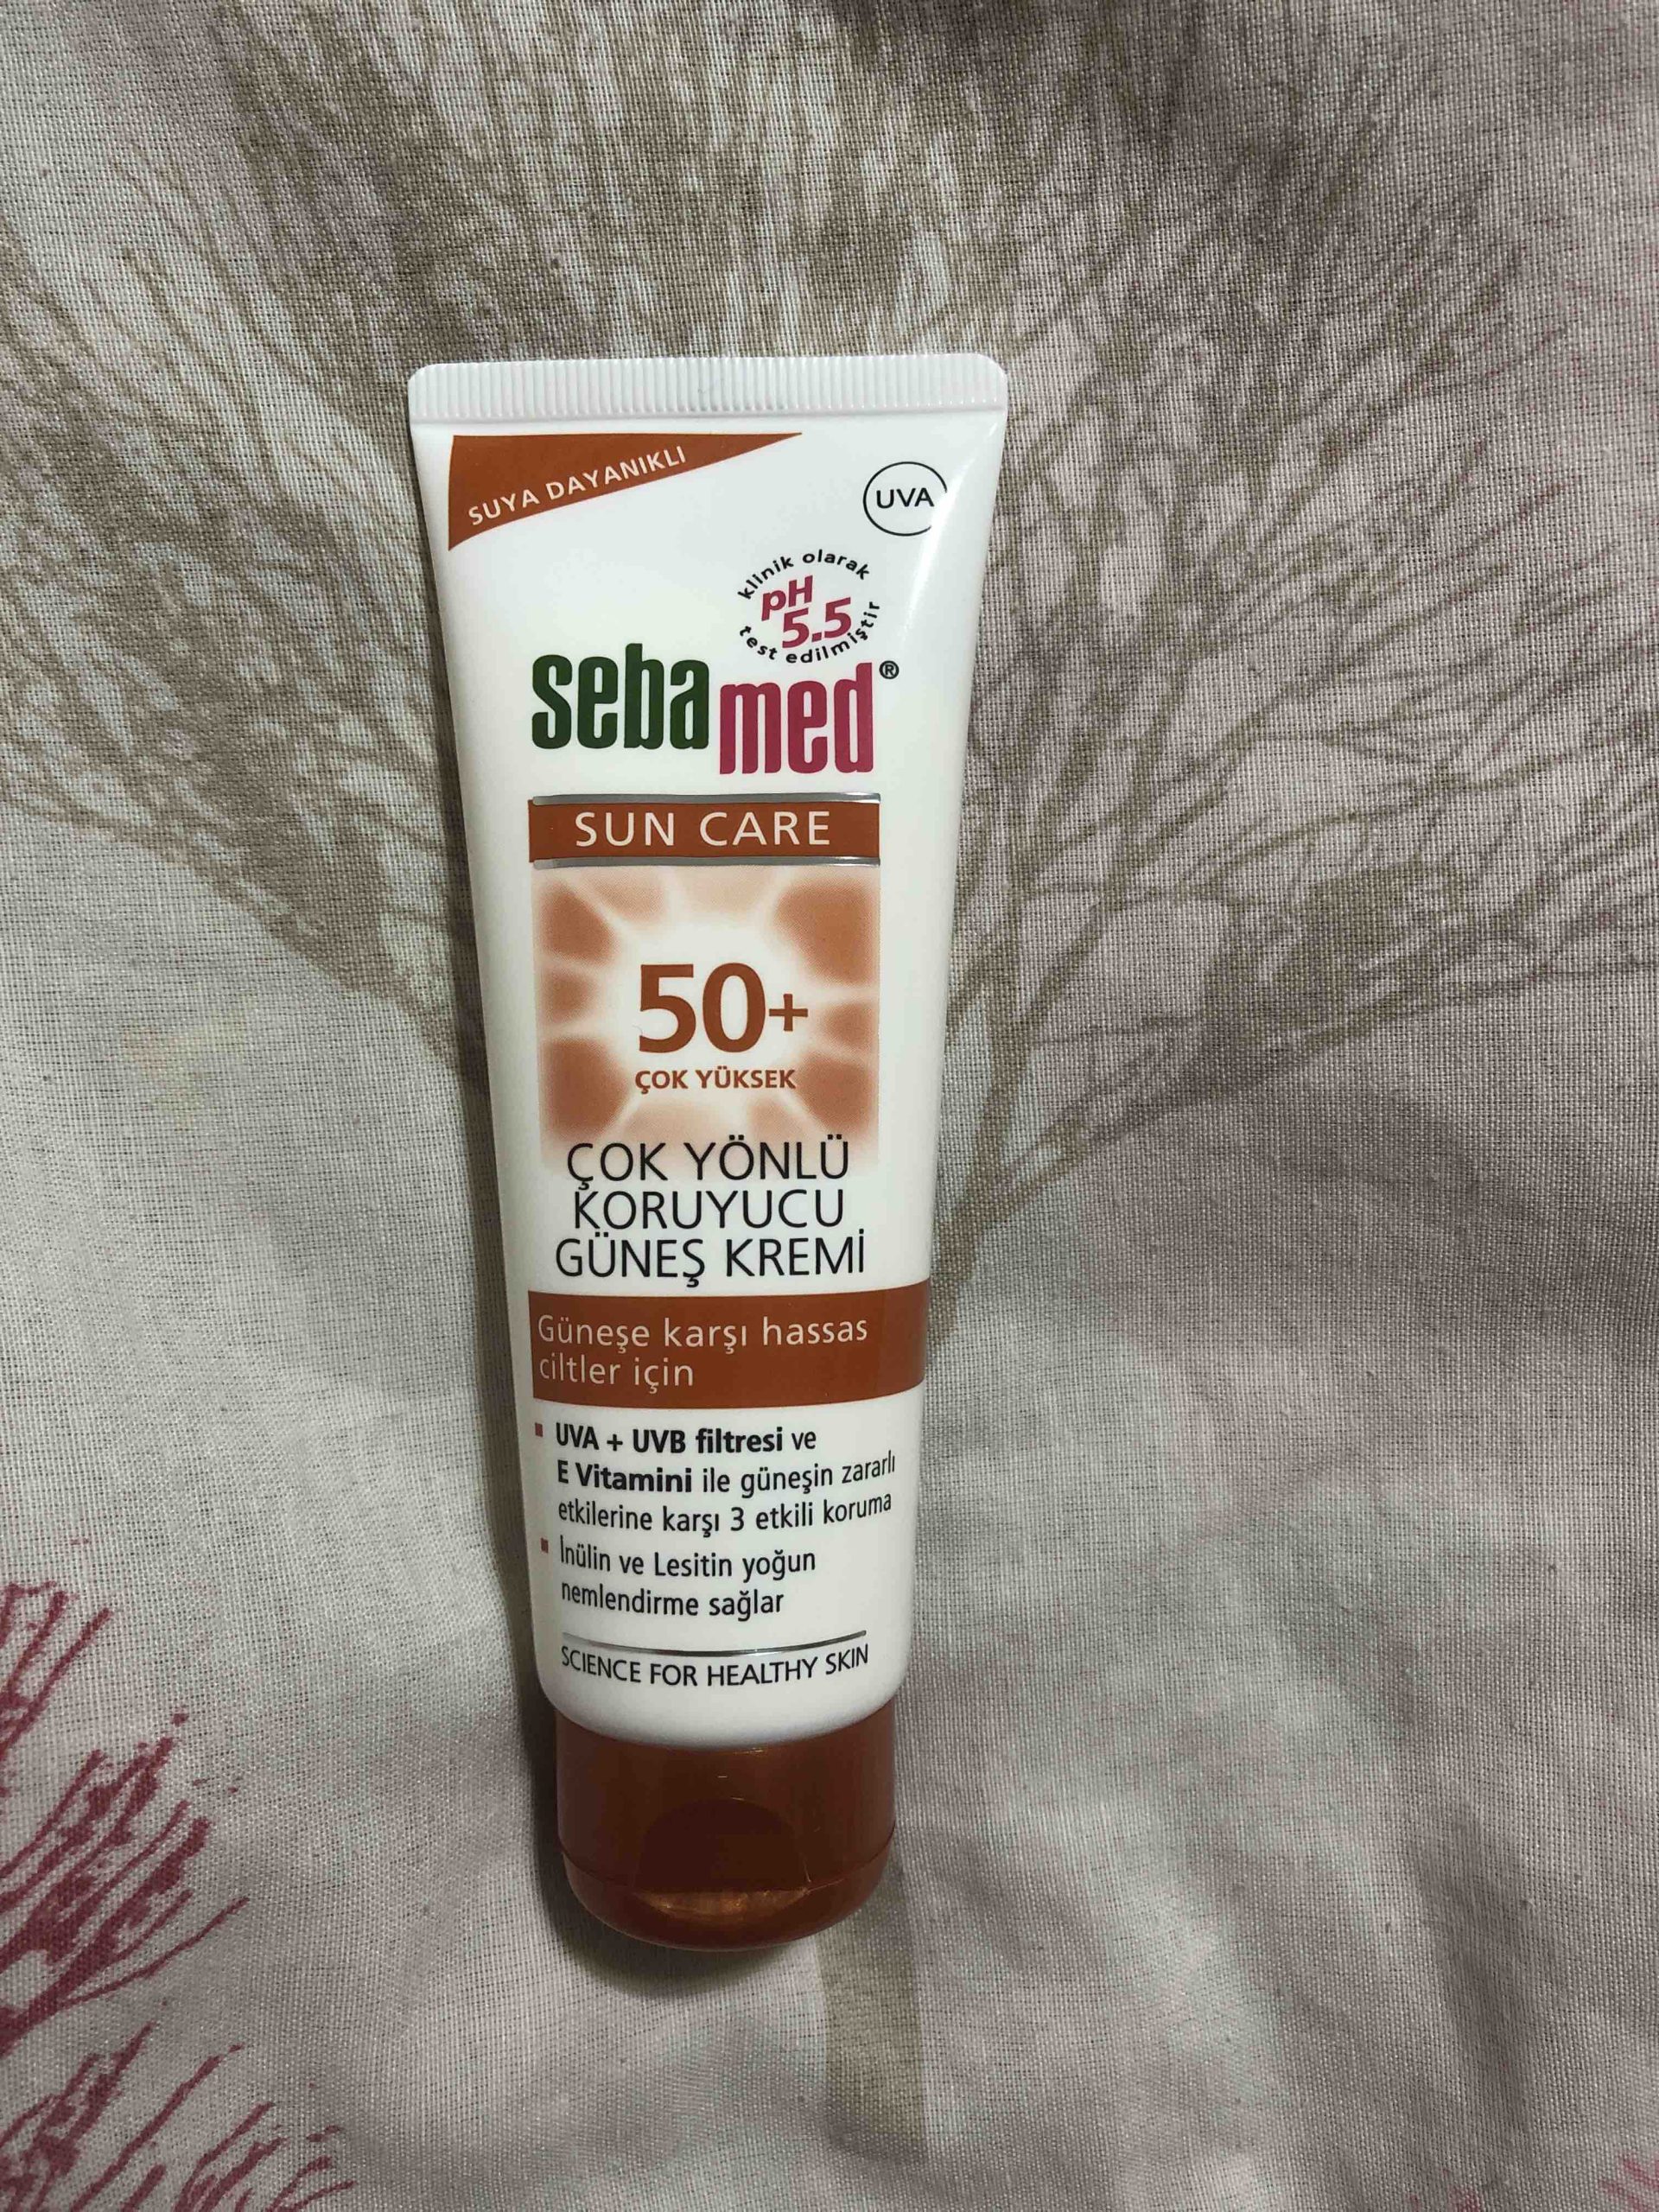 SUYA DAYANIKLI
UVA
klinik olarak
pH
5.5
test edilmiştir
sebamed®
SUN CARE
50+
ÇOK YÜKSEK
ÇOK YÖNLÜ
KORUYUCU
GÜNEŞ KREMİ
Güneşe karşı hassas
ciltler için
▪ UVA + UVB filtresi ve
E Vitamini ile güneşin zararlı
etkilerine karşı 3 etkili koruma
▪ İnülin ve Lesitin yoğun
nemlendirme sağlar
SCIENCE FOR HEALTHY SKIN